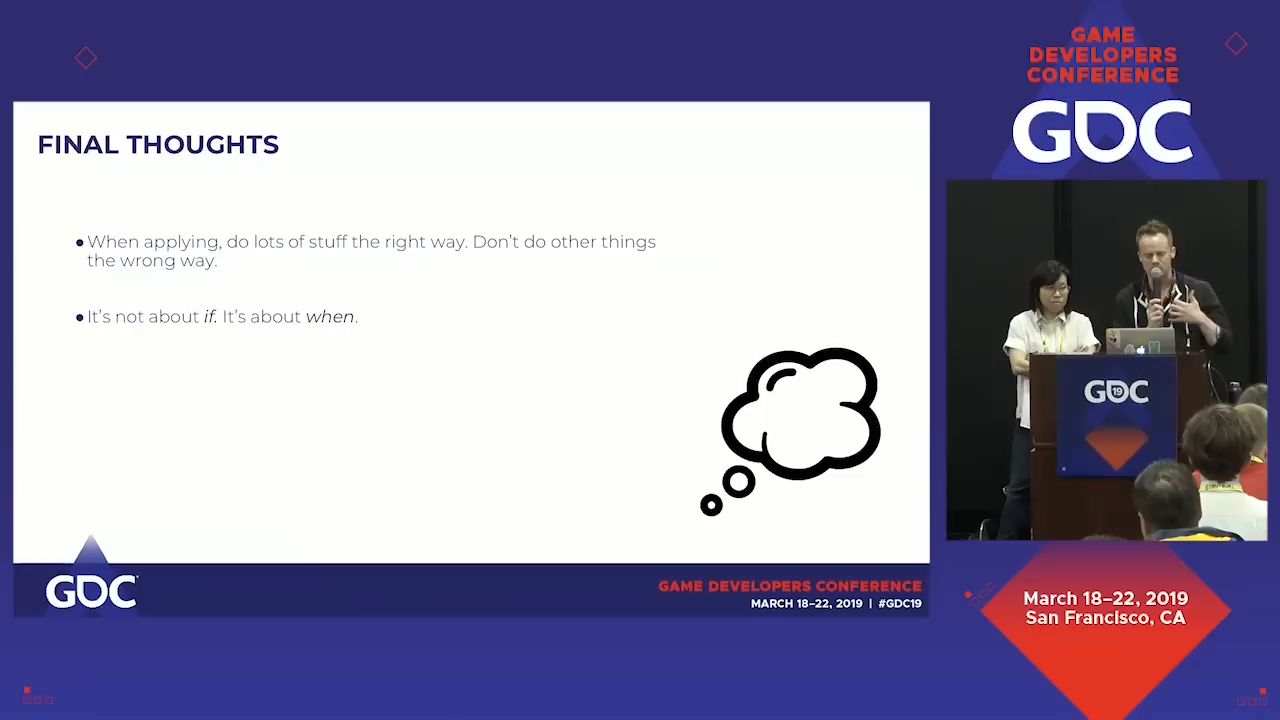 GAME
DEVELOPERS
CONFERENCE
GDC
FINAL THOUGHTS
●When applying, do lots of stuff the right way. Don't do other things
the wrong way.
●It's not about if. It's about when.
GDC
GAME DEVELOPERS CONFERENCE
MARCH 18–22, 2019 | #GDC19
GDC
19
March 18–22, 2019
San Francisco, CA